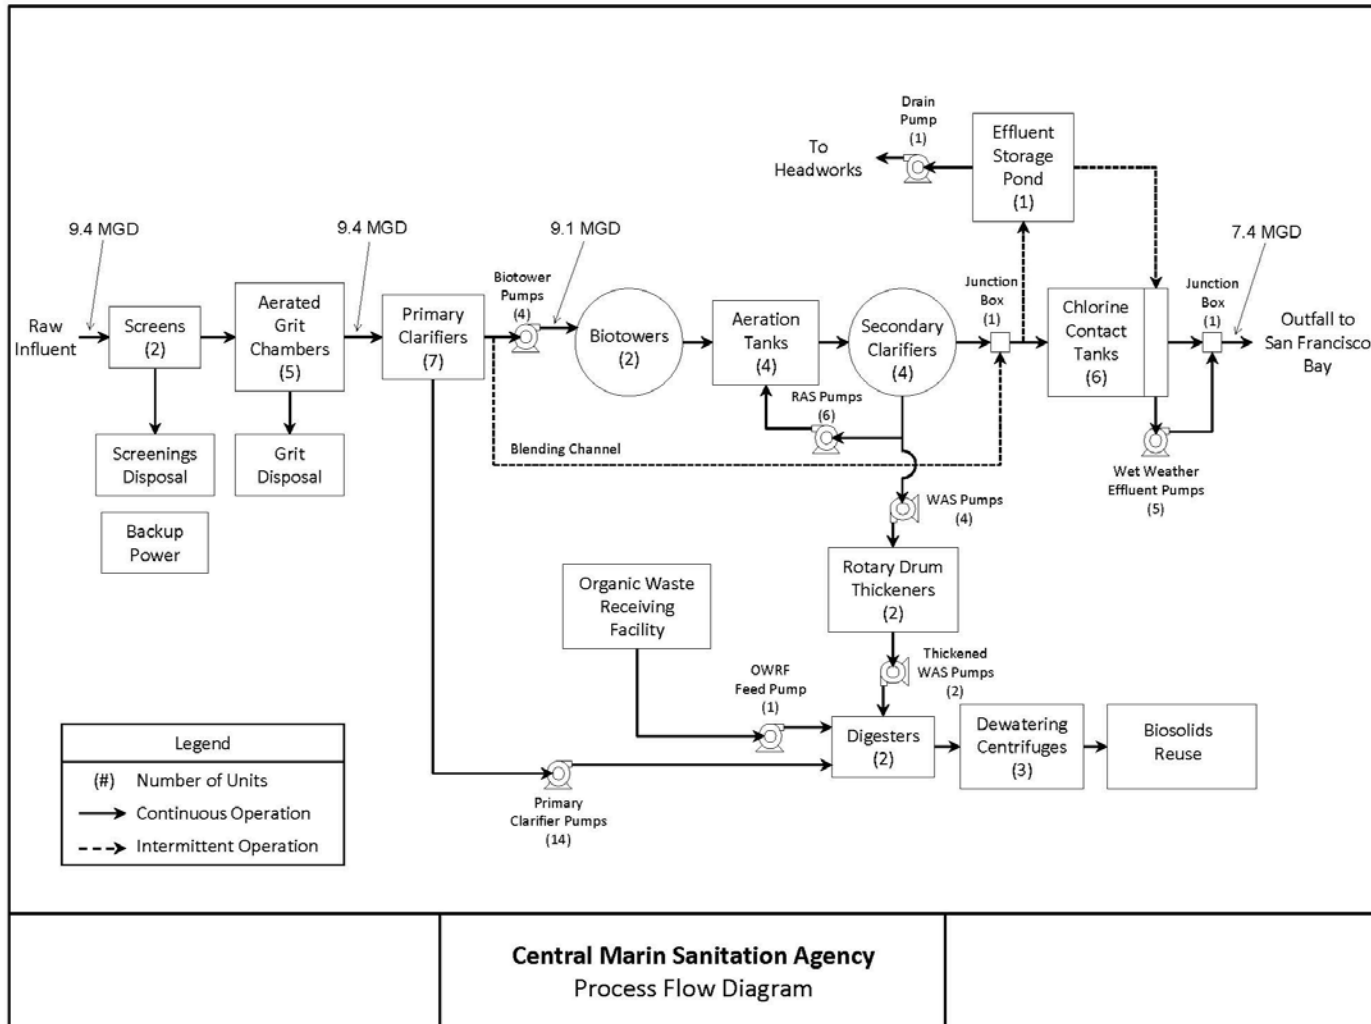 Drain
Pump
(1)
To
Headworks
Effluent
Storage
Pond
(1)
9.4 MGD
9.4 MGD
9.1 MGD
7.4 MGD
Raw
Influent
Screens
(2)
Aerated
Grit
Chambers
(5)
Primary
Clarifiers
(7)
Biotower
Pumps
(4)
Biotowers
(2)
Aeration
Tanks
(4)
Secondary
Clarifiers
(4)
Junction
Box
(1)
Chlorine
Contact
Tanks
(6)
Junction
Box
(1)
Outfall to
San Francisco
Bay
RAS Pumps
(6)
Blending Channel
Screenings
Disposal
Grit
Disposal
Wet Weather
Effluent Pumps
(5)
WAS Pumps
(4)
Backup
Power
Organic Waste
Receiving
Facility
Rotary Drum
Thickeners
(2)
Thickened
WAS Pumps
(2)
OWRF
Feed Pump
(1)
Digesters
(2)
Dewatering
Centrifuges
(3)
Biosolids
Reuse
Primary
Clarifier Pumps
(14)
Legend
(#) Number of Units
Continuous Operation
Intermittent Operation
Central Marin Sanitation Agency
Process Flow Diagram